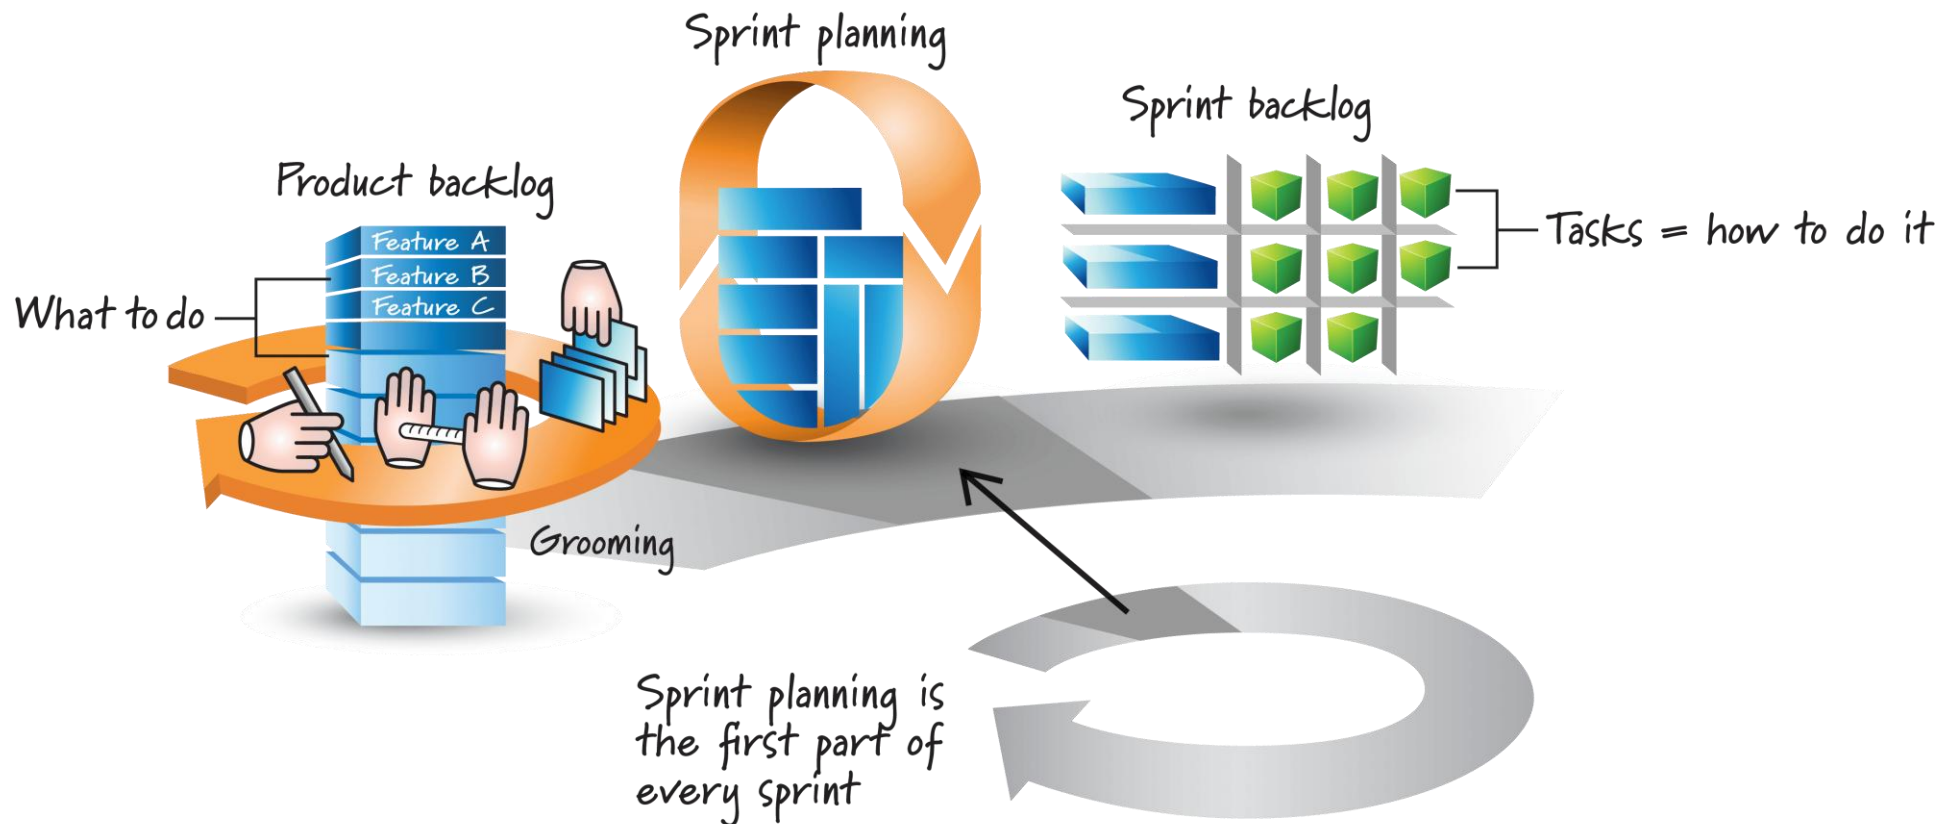 Sprint planning
Sprint backlog
Product backlog
Feature A
Feature B
Feature C
What to do
Tasks = how to do it
Grooming
Sprint planning is
the first part of
every sprint